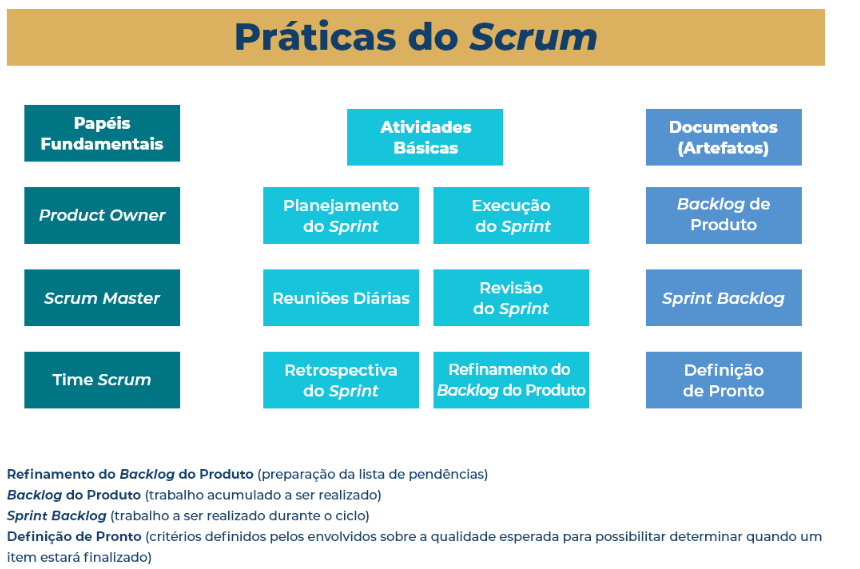 Práticas do Scrum
Papéis
Fundamentais
Atividades
Básicas
Documentos
(Artefatos)
Product Owner
Planejamento
do Sprint
Execução
do Sprint
Backlog de
Produto
Scrum Master
Reuniões Diárias
Revisão
do Sprint
Sprint Backlog
Time Scrum
Retrospectiva
do Sprint
Refinamento do
Backlog do Produto
Definição
de Pronto
Refinamento do Backlog do Produto (preparação da lista de pendências)
Backlog do Produto (trabalho acumulado a ser realizado)
Sprint Backlog (trabalho a ser realizado durante o ciclo)
Definição de Pronto (critérios definidos pelos envolvidos sobre a qualidade esperada para possibilitar determinar quando um
item estará finalizado)